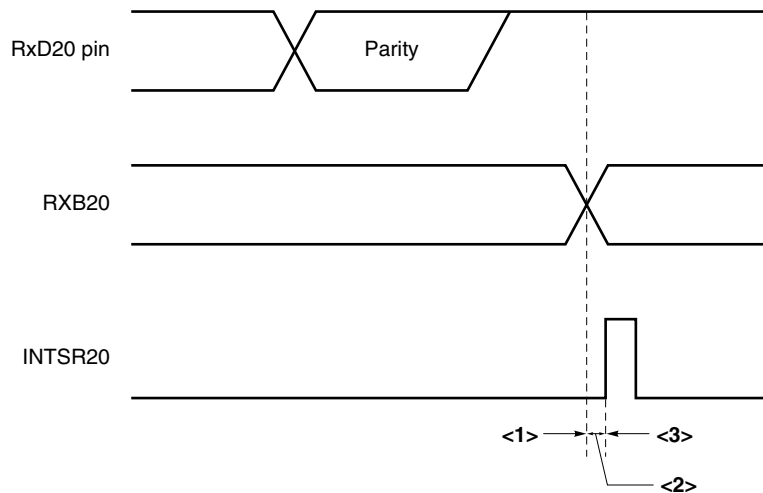 RxD20 pin
Parity
RXB20
INTSR20
<1>
<3>
<2>